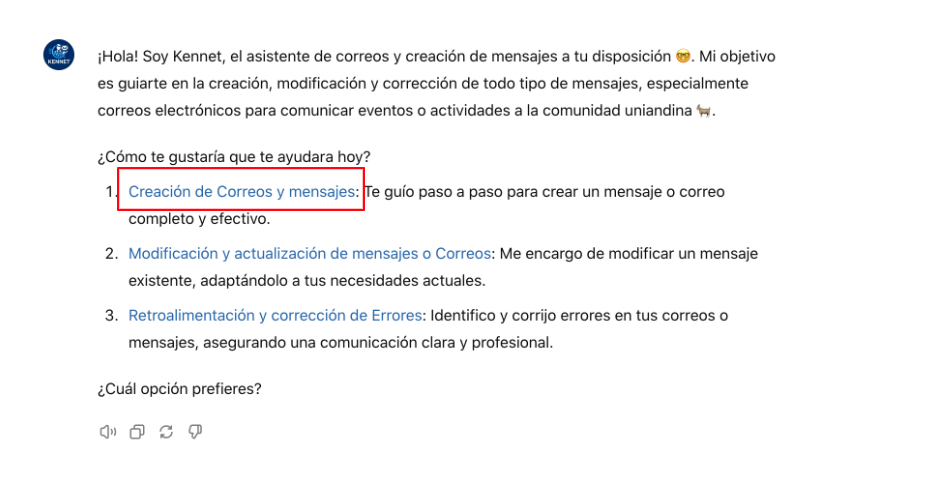 ¡Hola! Soy Kennet, el asistente de correos y creación de mensajes a tu disposición 🤓. Mi objetivo
es guiarte en la creación, modificación y corrección de todo tipo de mensajes, especialmente
correos electrónicos para comunicar eventos o actividades a la comunidad uniandina 🐐.
KENNET
¿Cómo te gustaría que te ayudara hoy?
1. Creación de Correos y mensajes: Te guío paso a paso para crear un mensaje o correo
completo y efectivo.
2. Modificación y actualización de mensajes o Correos: Me encargo de modificar un mensaje
existente, adaptándolo a tus necesidades actuales.
3. Retroalimentación y corrección de Errores: Identifico y corrijo errores en tus correos o
mensajes, asegurando una comunicación clara y profesional.
¿Cuál opción prefieres?